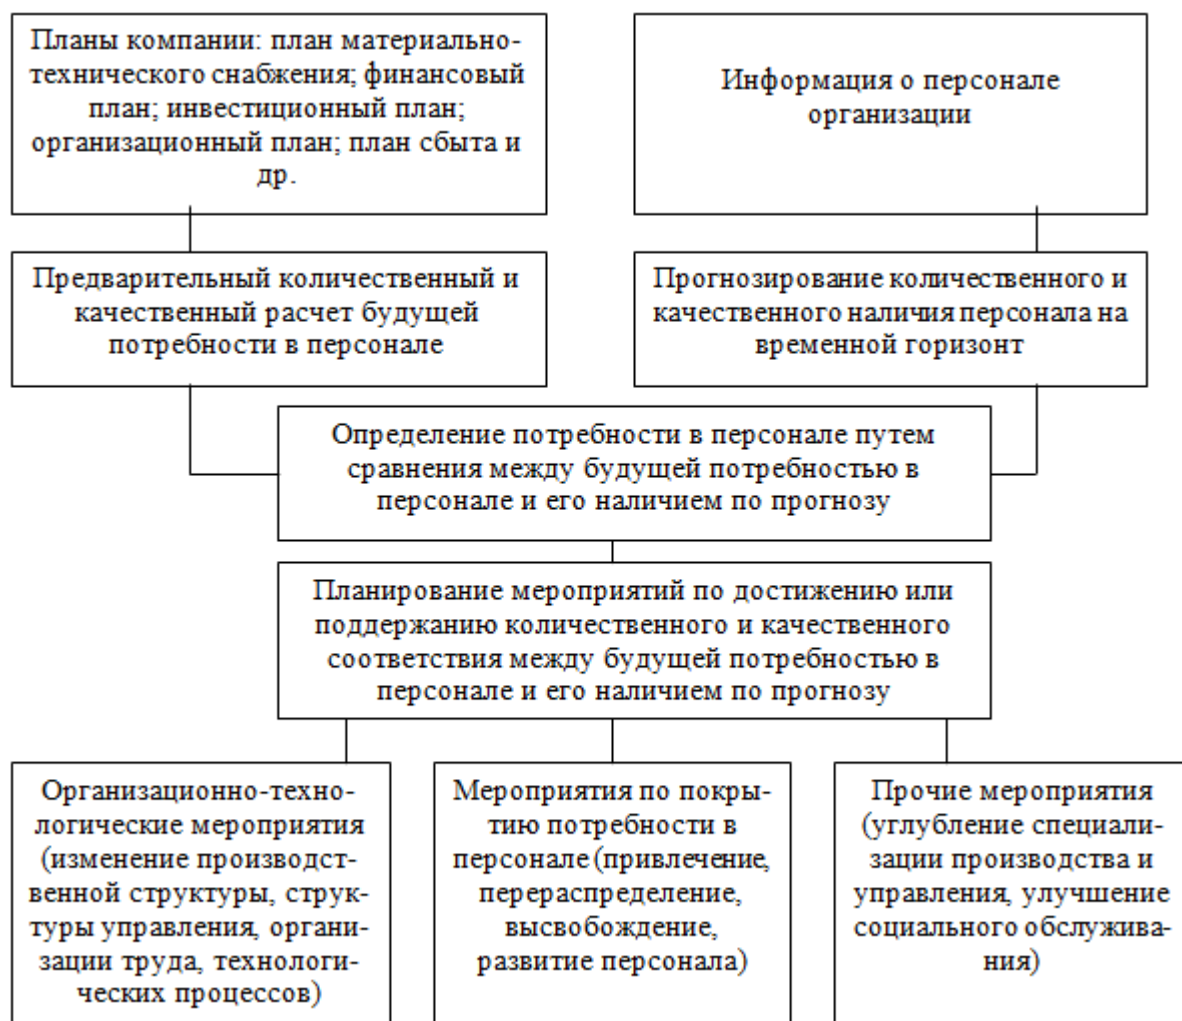 Планы компании: план материально-
технического снабжения; финансовый
план; инвестиционный план;
организационный план; план сбыта и
др.
Информация о персонале
организации
Предварительный количественный и
качественный расчет будущей
потребности в персонале
Прогнозирование количественного и
качественного наличия персонала на
временной горизонт
Определение потребности в персонале путем
сравнения между будущей потребностью в
персонале и его наличием по прогнозу
Планирование мероприятий по достижению или
поддержанию количественного и качественного
соответствия между будущей потребностью в
персонале и его наличием по прогнозу
Организационно-техно-
логические мероприятия
(изменение производст-
венной структуры, струк-
туры управления, органи-
зации труда, технологи-
ческих процессов)
Мероприятия по покры-
тию потребности в
персонале (привлечение,
перераспределение,
высвобождение,
развитие персонала)
Прочие мероприятия
(углубление специали-
зации производства и
управления, улучшение
социального обслужива-
ния)